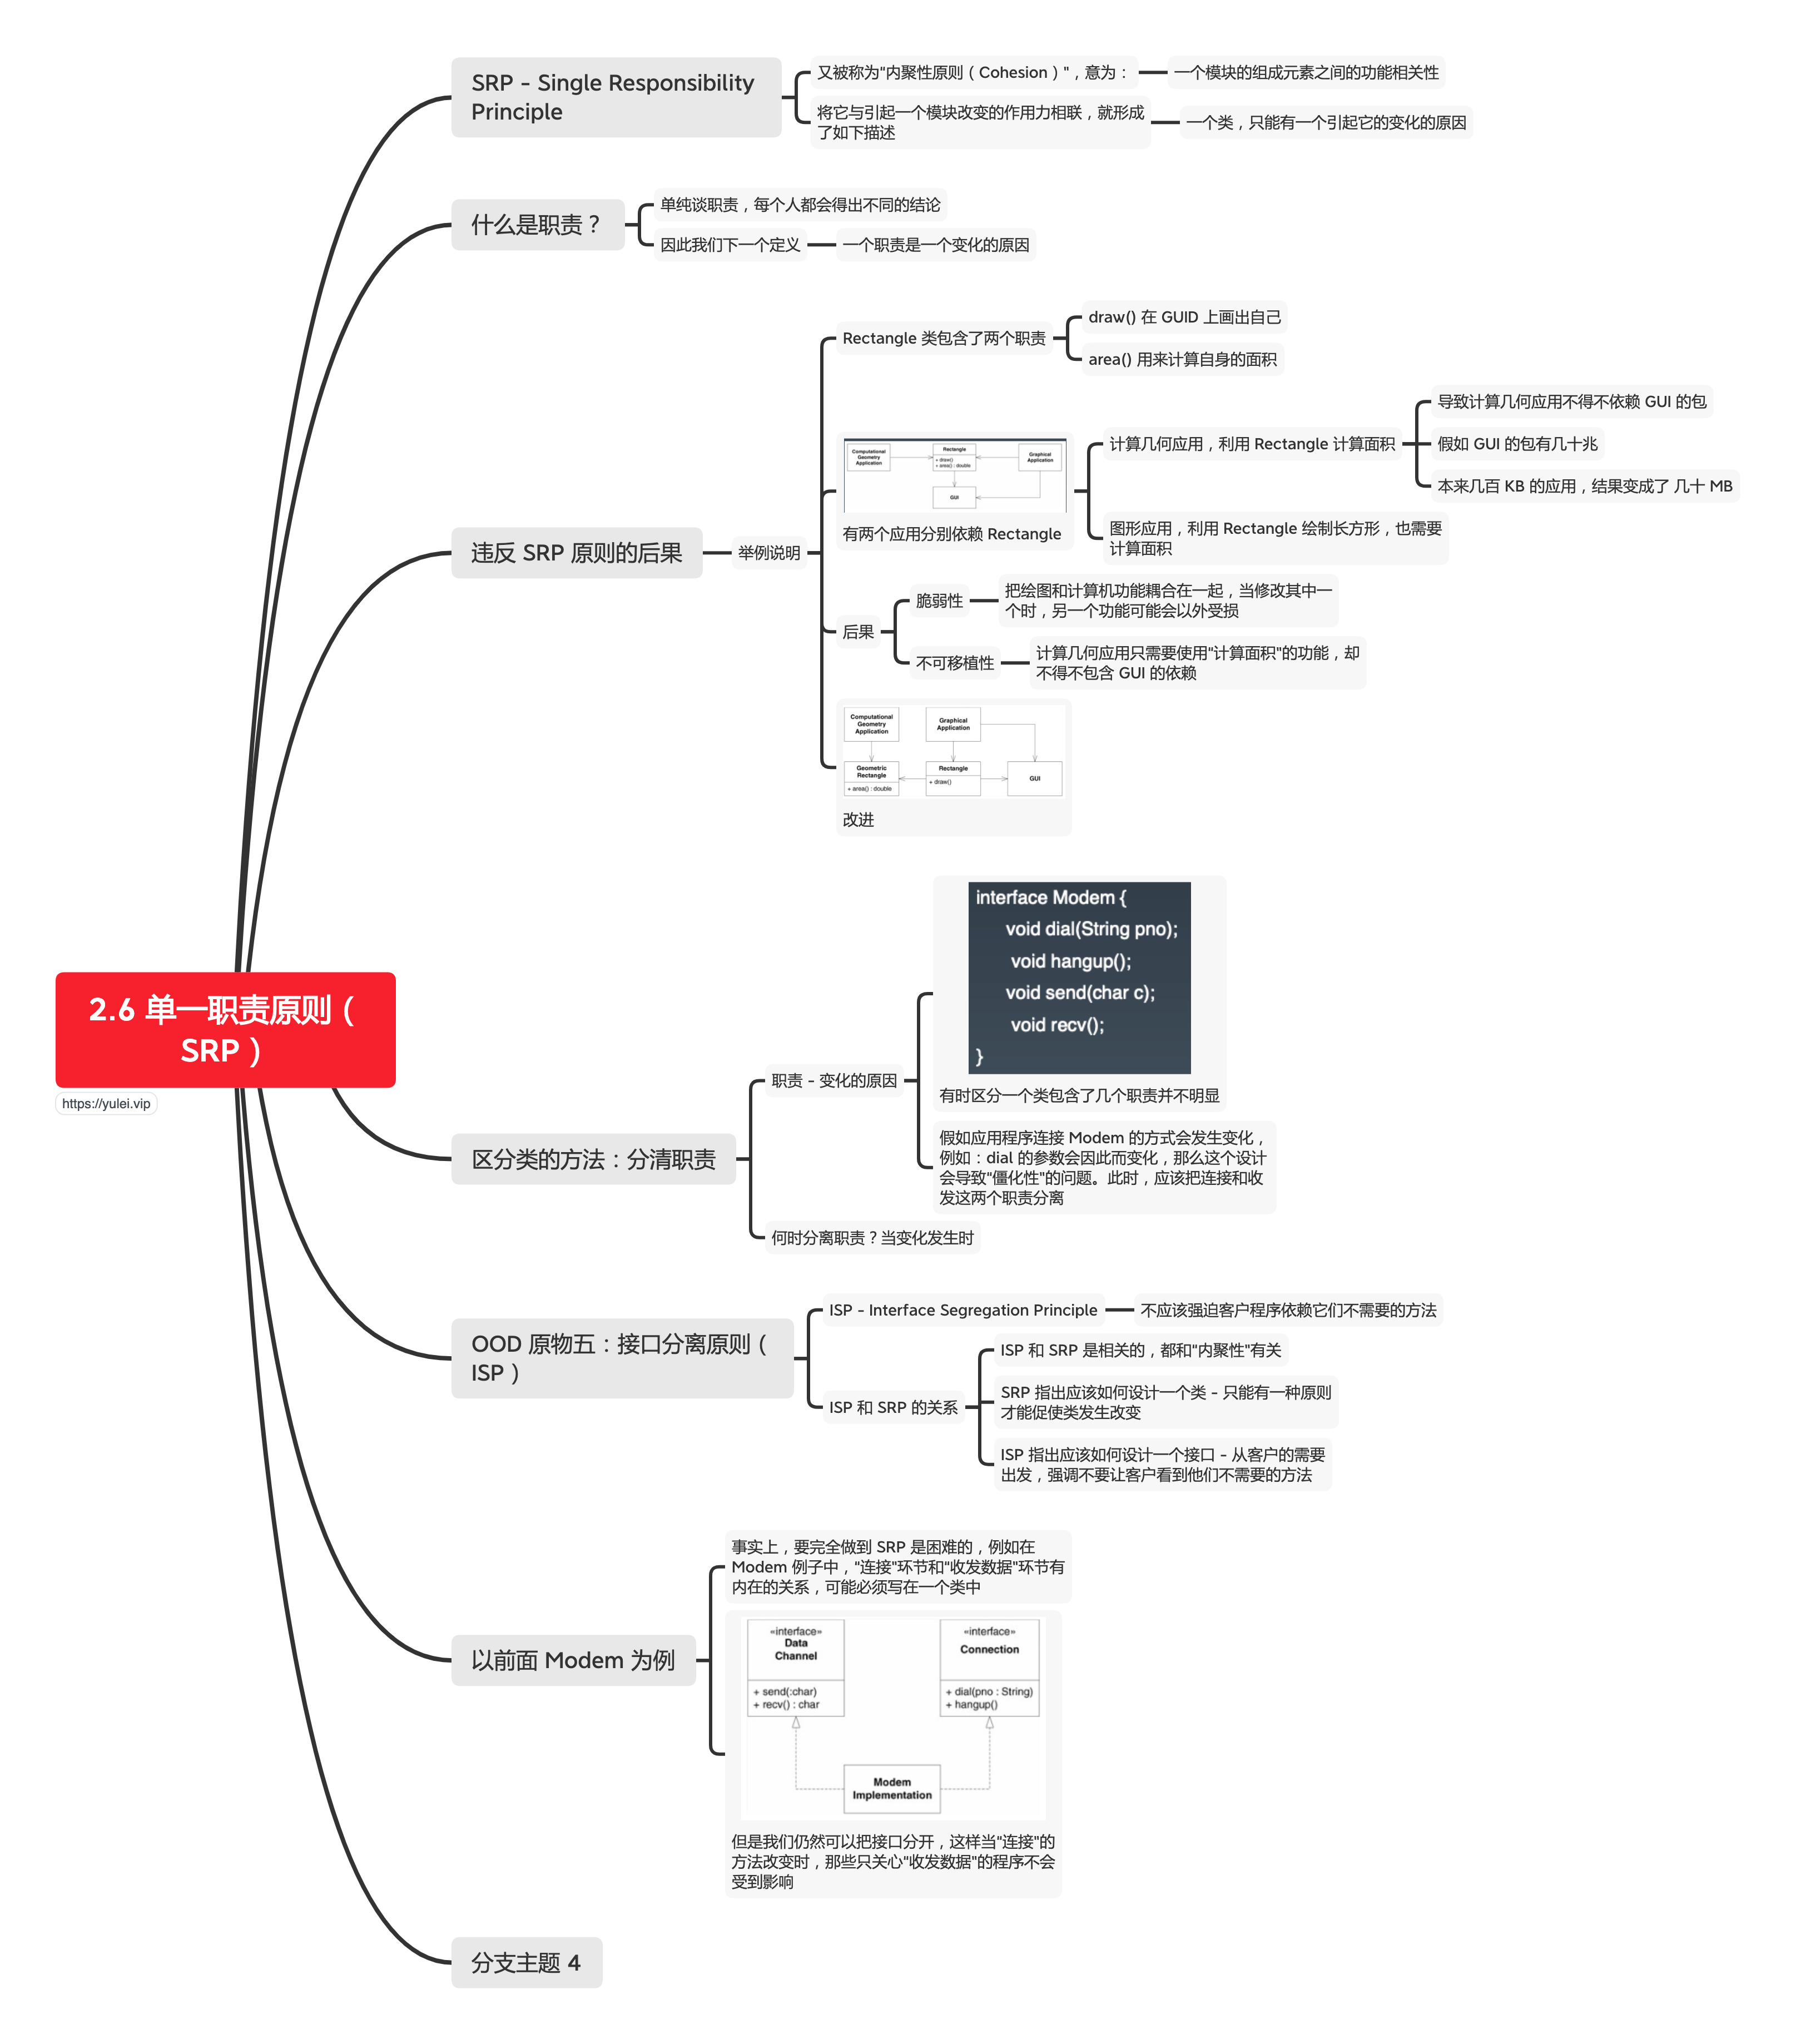 SRP - Single Responsibility
Principle
又被称为"内聚性原则（Cohesion）"，意为：
一个模块的组成元素之间的功能相关性
将它与引起一个模块改变的作用力相联，就形成
了如下描述
一个类，只能有一个引起它的变化的原因
什么是职责？
单纯谈职责，每个人都会得出不同的结论
因此我们下一个定义
一个职责是一个变化的原因
违反 SRP 原则的后果
举例说明
Rectangle 类包含了两个职责
draw() 在 GUID 上画出自己
area() 用来计算自身的面积
Computational
Geometry
Application
Rectangle
+ draw()
+ area() : double
Graphical
Application
GUI
有两个应用分别依赖 Rectangle
计算几何应用，利用 Rectangle 计算面积
导致计算几何应用不得不依赖 GUI 的包
假如 GUI 的包有几十兆
本来几百 KB 的应用，结果变成了 几十 MB
图形应用，利用 Rectangle 绘制长方形，也需要
计算面积
后果
脆弱性
把绘图和计算机功能耦合在一起，当修改其中一
个时，另一个功能可能会以外受损
不可移植性
计算几何应用只需要使用"计算面积"的功能，却
不得不包含 GUI 的依赖
Computational
Geometry
Application
Graphical
Application
Geometric
Rectangle
+ area() : double
Rectangle
+ draw()
GUI
改进
2.6 单一职责原则（
SRP）
https://yulei.vip
区分类的方法：分清职责
职责 - 变化的原因
interface Modem {
void dial(String pno);
void hangup();
void send(char c);
void recv();
}
有时区分一个类包含了几个职责并不明显
假如应用程序连接 Modem 的方式会发生变化，
例如：dial 的参数会因此而变化，那么这个设计
会导致"僵化性"的问题。此时，应该把连接和收
发这两个职责分离
何时分离职责？当变化发生时
OOD 原物五：接口分离原则（
ISP）
ISP - Interface Segregation Principle
不应该强迫客户程序依赖它们不需要的方法
ISP 和 SRP 的关系
ISP 和 SRP 是相关的，都和"内聚性"有关
SRP 指出应该如何设计一个类 - 只能有一种原则
才能促使类发生改变
ISP 指出应该如何设计一个接口 - 从客户的需要
出发，强调不要让客户看到他们不需要的方法
以前面 Modem 为例
事实上，要完全做到 SRP 是困难的，例如在
Modem 例子中，"连接"环节和"收发数据"环节有
内在的关系，可能必须写在一个类中
«interface»
Data
Channel
+ send(:char)
+ recv() : char
«interface»
Connection
+ dial(pno : String)
+ hangup()
Modem
Implementation
但是我们仍然可以把接口分开，这样当"连接"的
方法改变时，那些只关心"收发数据"的程序不会
受到影响
分支主题 4